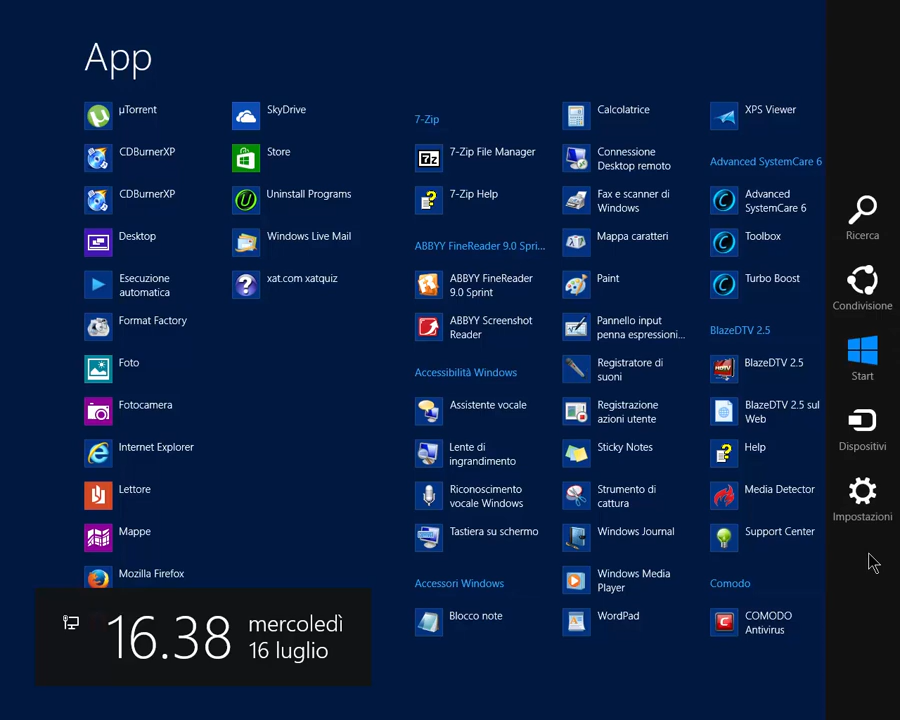 App
µTorrent
CDBurnerXP
CDBurnerXP
Desktop
Esecuzione
automatica
Format Factory
Foto
Fotocamera
Internet Explorer
Lettore
Mappe
Mozilla Firefox
SkyDrive
Store
Uninstall Programs
Windows Live Mail
xat.com xatquiz
7-Zip
7-Zip File Manager
7-Zip Help
ABBYY FineReader 9.0 Spri...
ABBYY FineReader
9.0 Sprint
ABBYY Screenshot
Reader
Accessibilità Windows
Assistente vocale
Lente di
ingrandimento
Riconoscimento
vocale Windows
Tastiera su schermo
Accessori Windows
Blocco note
Calcolatrice
Connessione
Desktop remoto
Fax e scanner di
Windows
Mappa caratteri
Paint
Pannello input
penna espressioni...
Registratore di
suoni
Registrazione
azioni utente
Sticky Notes
Strumento di
cattura
Windows Journal
Windows Media
Player
WordPad
XPS Viewer
Advanced SystemCare 6
Advanced
SystemCare 6
Toolbox
Turbo Boost
BlazeDTV 2.5
BlazeDTV 2.5
BlazeDTV 2.5 sul
Web
Help
Media Detector
Support Center
Comodo
COMODO
Antivirus
Ricerca
Condivisione
Start
Dispositivi
Impostazioni
16.38
mercoledì
16 luglio